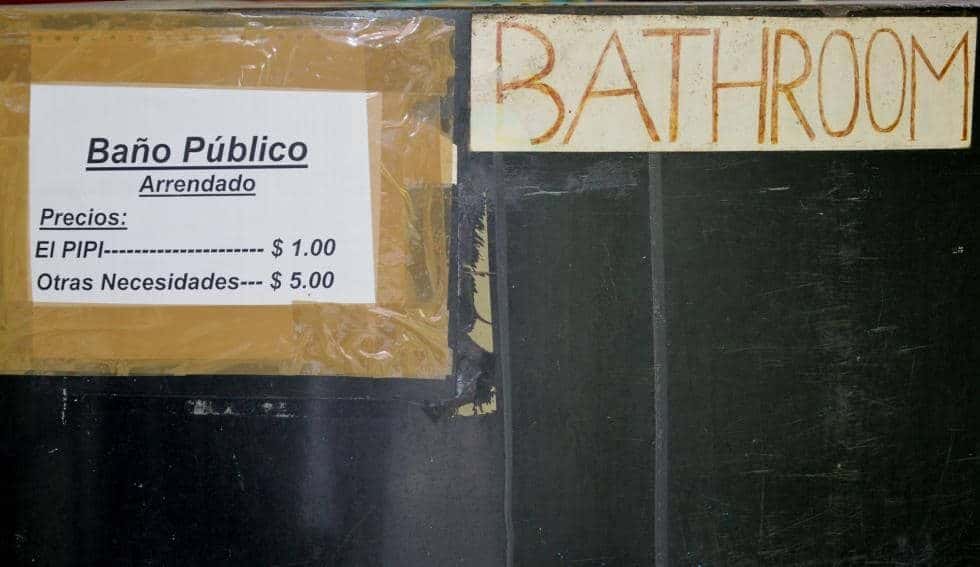 Baño Público
Arrendado
Precios:
El PIPI--------------------- $ 1.00
Otras Necesidades--- $ 5.00
BATHROOM